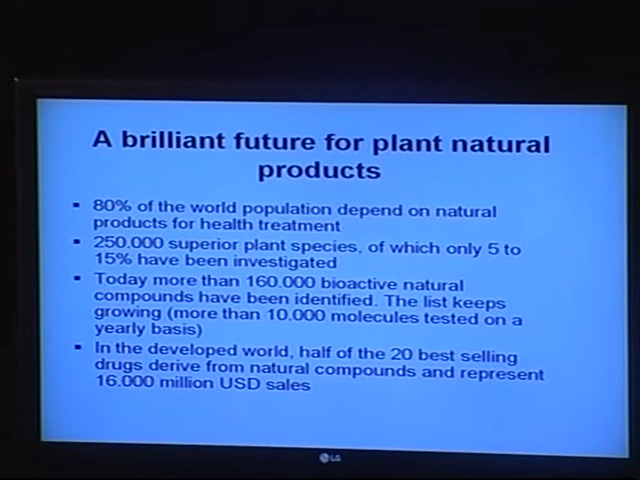 A brilliant future for plant natural
products
▪ 80% of the world population depend on natural
products for health treatment
▪ 250.000 superior plant species, of which only 5 to
15% have been investigated
▪ Today more than 160.000 bioactive natural
compounds have been identified. The list keeps
growing (more than 10.000 molecules tested on a
yearly basis)
▪ In the developed world, half of the 20 best selling
drugs derive from natural compounds and represent
16.000 million USD sales
LG